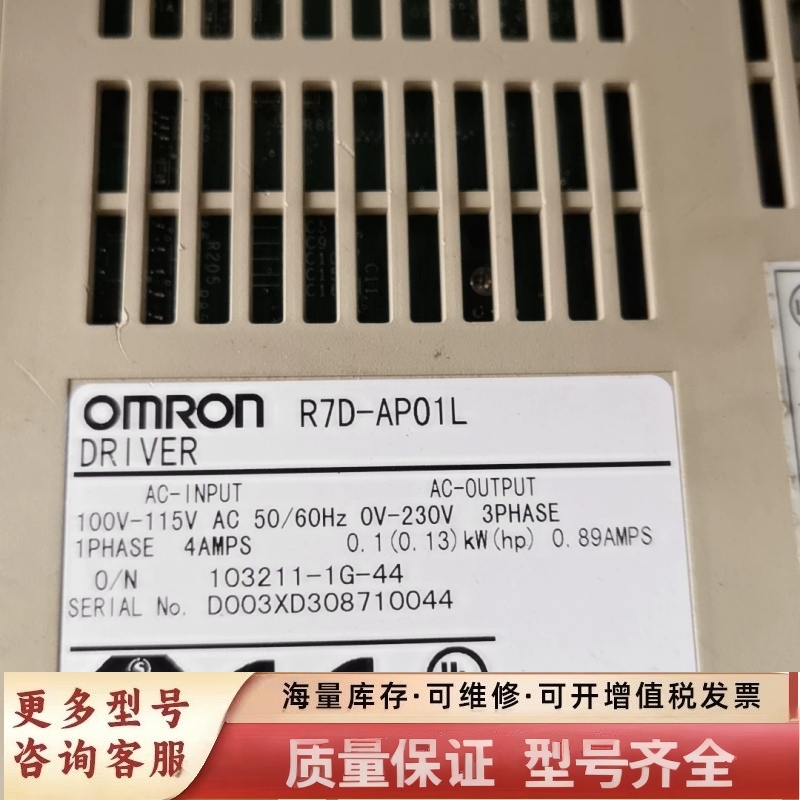 OMRON R7D-AP01L
DRIVER
AC-INPUT AC-OUTPUT
100V-115V AC 50/60Hz 0V-230V 3PHASE
1PHASE 4AMPS 0.1(0.13)kW(hp) 0.89AMPS
O/N 103211-1G-44
SERIAL No. D003XD308710044
更多型号
咨询客服
海量库存·可维修·可开增值税发票
质量保证 型号齐全
R205
C11